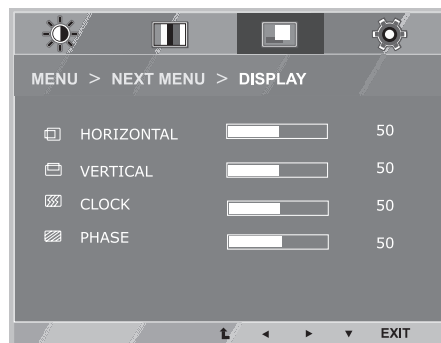 MENU > NEXT MENU > DISPLAY
HORIZONTAL 50
VERTICAL 50
CLOCK 50
PHASE 50
EXIT